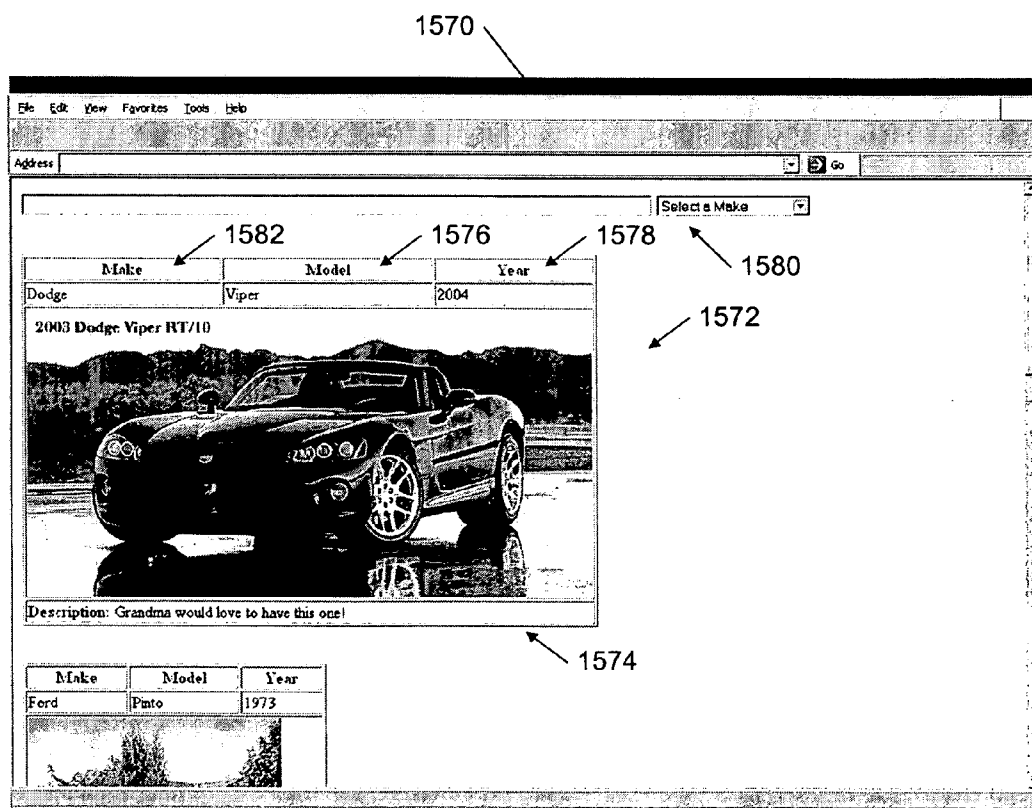 1570
File Edit View Favorites Tools Help
Address Go
Select a Make
1582 1576 1578
1580
Make Model Year
Dodge Viper 2004
1572
2003 Dodge Viper RT/10
Description: Grandma would love to have this one!
1574
Make Model Year
Ford Pinto 1973